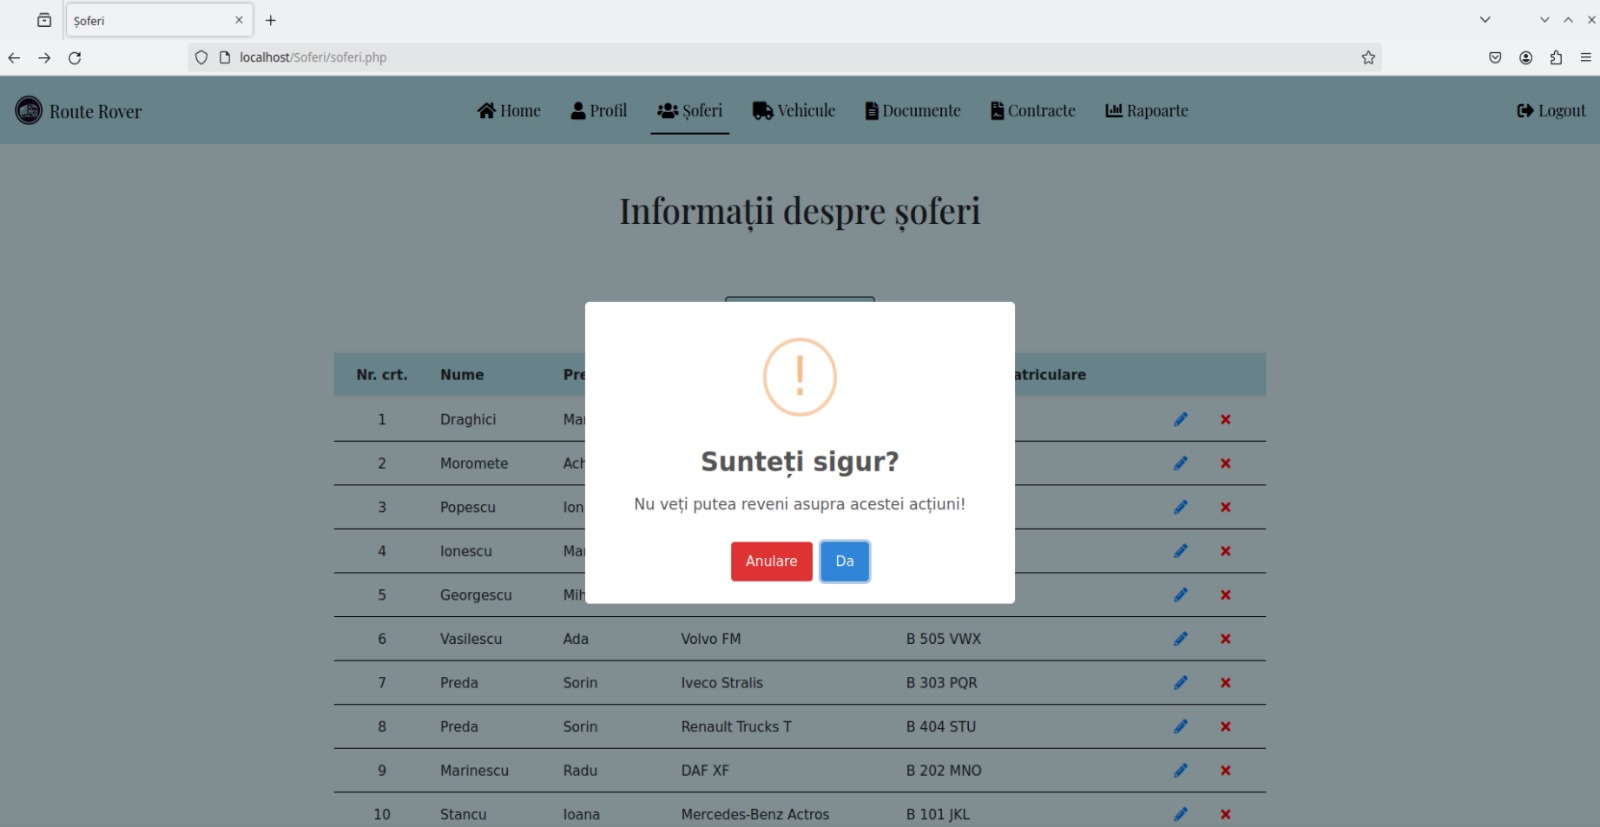 Șoferi
localhost/Soferi/soferi.php
Route Rover
Home Profil Șoferi Vehicule Documente Contracte Rapoarte Logout
Informații despre șoferi
Nr. crt. Nume Pre atriculare
1 Draghici Mar
2 Moromete Ach
3 Popescu Ion
4 Ionescu Mar
5 Georgescu Mih
Sunteți sigur?
Nu veți putea reveni asupra acestei acțiuni!
Anulare Da
6 Vasilescu Ada Volvo FM B 505 VWX
7 Preda Sorin Iveco Stralis B 303 PQR
8 Preda Sorin Renault Trucks T B 404 STU
9 Marinescu Radu DAF XF B 202 MNO
10 Stancu Ioana Mercedes-Benz Actros B 101 JKL